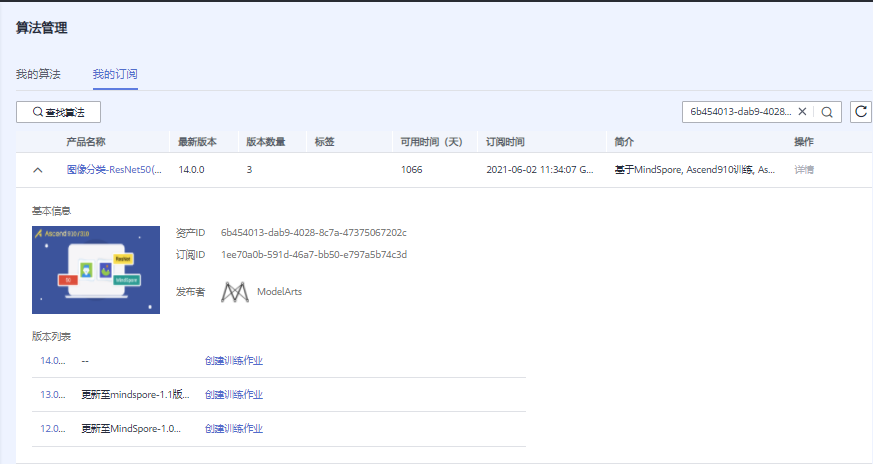 算法管理
我的算法 我的订阅
查找算法 6b454013-dab9-4028...
产品名称 最新版本 版本数量 标签 可用时间（天） 订阅时间 简介 操作
图像分类-ResNet50(... 14.0.0 3 1066 2021-06-02 11:34:07 G... 基于MindSpore, Ascend910训练, As... 详情
基本信息
Ascend 910/310
资产ID 6b454013-dab9-4028-8c7a-47375067202c
订阅ID 1ee70a0b-591d-46a7-bb50-e797a5b74c3d
MindSpore
发布者 ModelArts
版本列表
14.0... -- 创建训练作业
13.0... 更新至mindspore-1.1版... 创建训练作业
12.0... 更新至MindSpore-1.0... 创建训练作业